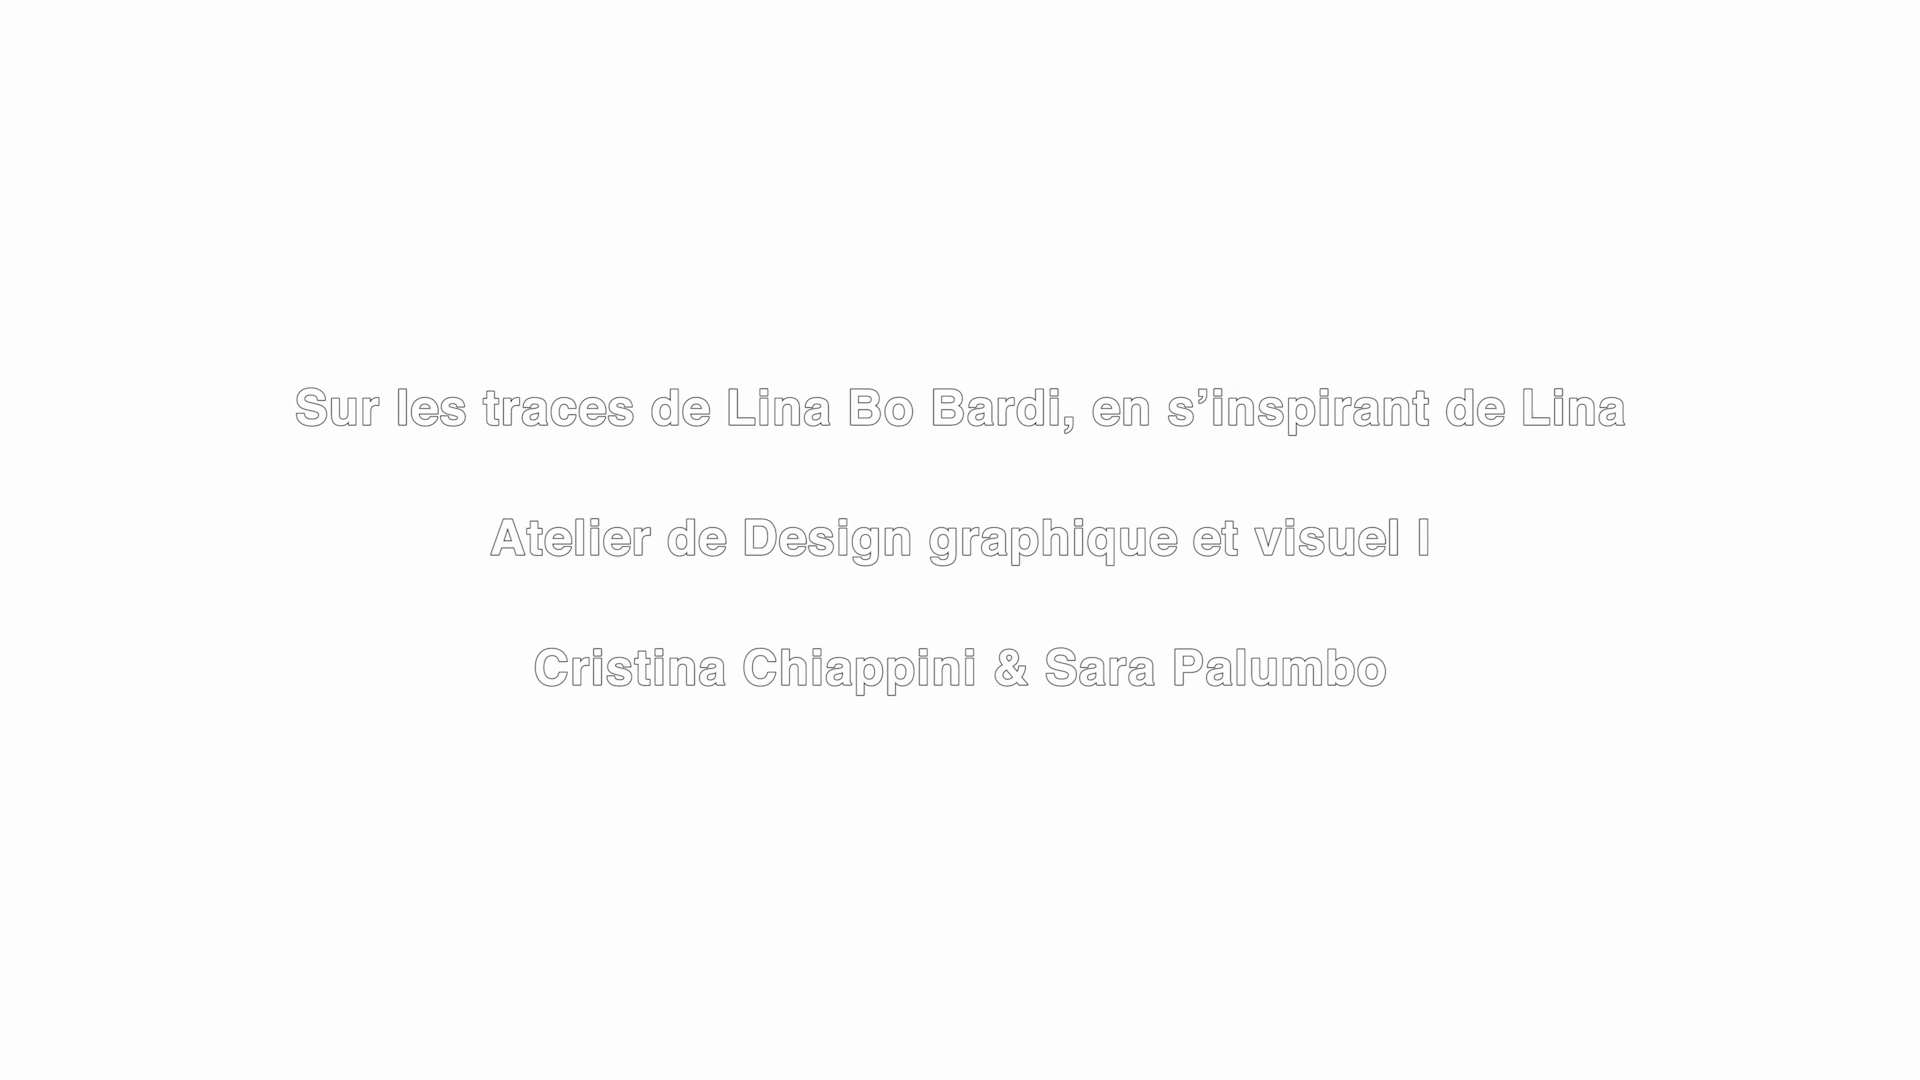 Sur les traces de Lina Bo Bardi, en s’inspirant de Lina
Atelier de Design graphique et visuel I
Cristina Chiappini & Sara Palumbo